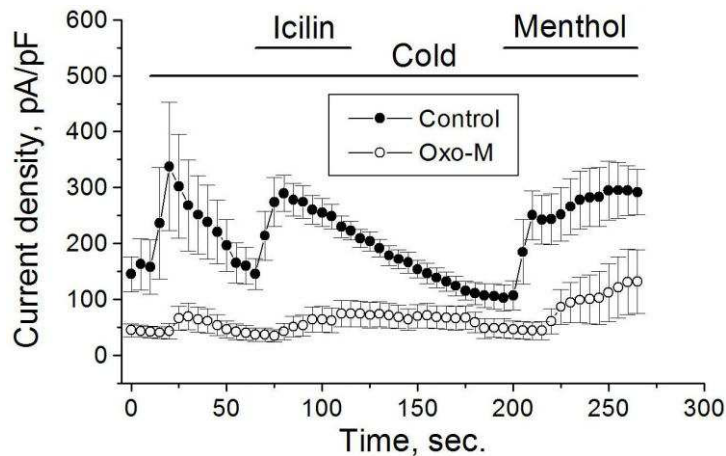 Icilin
Menthol
Cold
Control
Oxo-M
Current density, pA/pF
600
500
400
300
200
100
0
0
50
100
150
200
250
300
Time, sec.